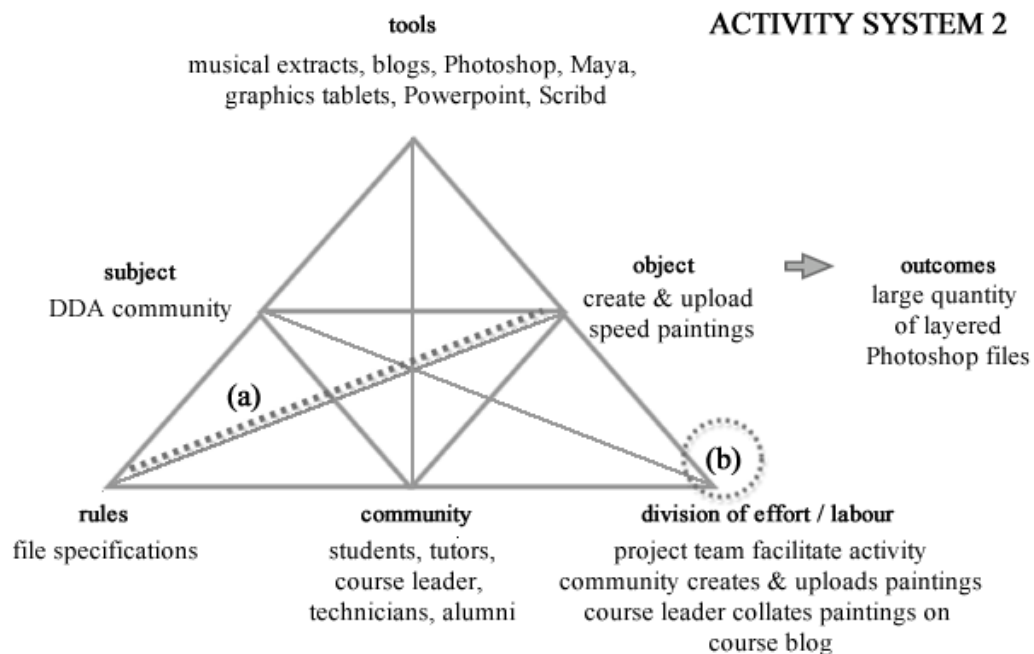 ACTIVITY SYSTEM 2
tools
musical extracts, blogs, Photoshop, Maya,
graphics tablets, Powerpoint, Scribd
subject
DDA community
object
create & upload
speed paintings
outcomes
large quantity
of layered
Photoshop files
(a)
(b)
rules
file specifications
community
students, tutors,
course leader,
technicians, alumni
division of effort / labour
project team facilitate activity
community creates & uploads paintings
course leader collates paintings on
course blog